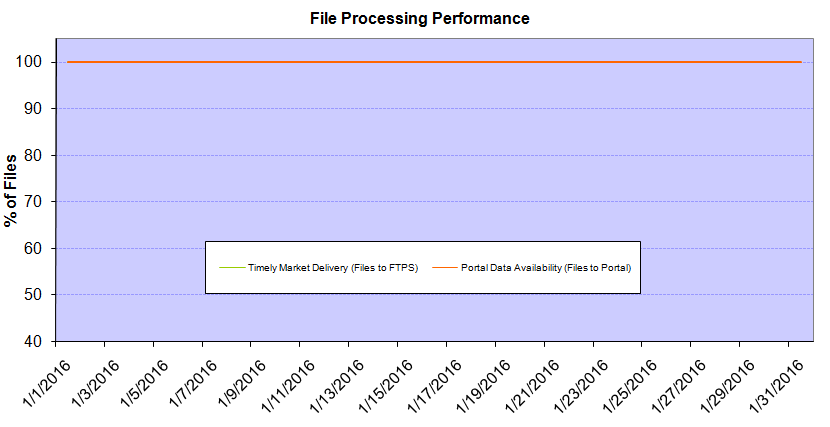 File Processing Performance
% of Files
100
90
80
70
60
50
40
Timely Market Delivery (Files to FTPS) Portal Data Availability (Files to Portal)
1/1/2016 1/3/2016 1/5/2016 1/7/2016 1/9/2016 1/11/2016 1/13/2016 1/15/2016 1/17/2016 1/19/2016 1/21/2016 1/23/2016 1/25/2016 1/27/2016 1/29/2016 1/31/2016